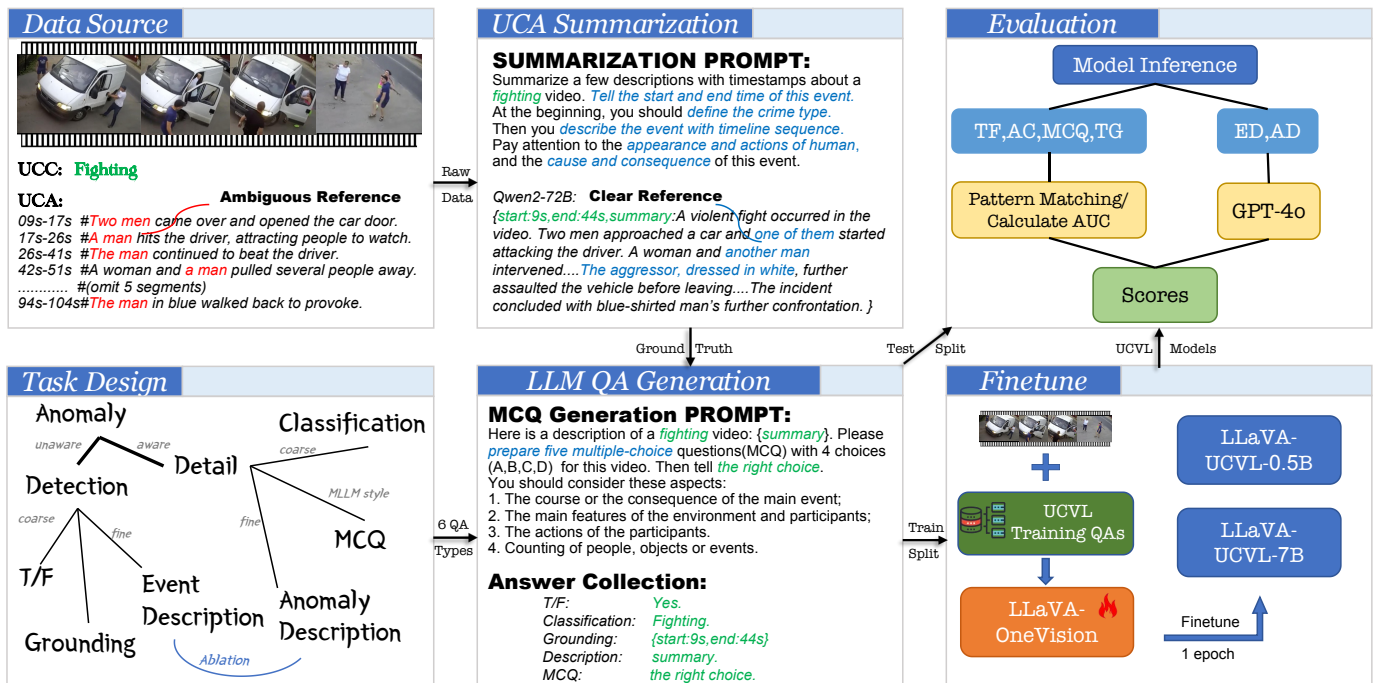 Data Source
UCC: Fighting
UCA:
Ambiguous Reference
09s-17s #Two men came over and opened the car door.
17s-26s #A man hits the driver, attracting people to watch.
26s-41s #The man continued to beat the driver.
42s-51s #A woman and a man pulled several people away.
............ #(omit 5 segments)
94s-104s#The man in blue walked back to provoke.
Raw
Data
UCA Summarization
SUMMARIZATION PROMPT:
Summarize a few descriptions with timestamps about a
fighting video. Tell the start and end time of this event.
At the beginning, you should define the crime type.
Then you describe the event with timeline sequence.
Pay attention to the appearance and actions of human,
and the cause and consequence of this event.
Qwen2-72B: Clear Reference
{start:9s,end:44s,summary:A violent fight occurred in the
video. Two men approached a car and one of them started
attacking the driver. A woman and another man
intervened....The aggressor, dressed in white, further
assaulted the vehicle before leaving....The incident
concluded with blue-shirted man's further confrontation. }
Evaluation
Model Inference
TF,AC,MCQ,TG
ED,AD
Pattern Matching/
Calculate AUC
GPT-4o
Scores
Ground Truth
Test Split
UCVL Models
Task Design
Anomaly
unaware
aware
Detection
Detail
Classification
coarse
MLLM style
MCQ
fine
coarse
fine
T/F
Grounding
Event
Description
Anomaly
Description
Ablation
6 QA
Types
LLM QA Generation
MCQ Generation PROMPT:
Here is a description of a fighting video: {summary}. Please
prepare five multiple-choice questions(MCQ) with 4 choices
(A,B,C,D) for this video. Then tell the right choice.
You should consider these aspects:
1. The course or the consequence of the main event;
2. The main features of the environment and participants;
3. The actions of the participants.
4. Counting of people, objects or events.
Answer Collection:
T/F: Yes.
Classification: Fighting.
Grounding: {start:9s,end:44s}
Description: summary.
MCQ: the right choice.
Train
Split
Finetune
UCVL
Training QAs
LLaVA-
OneVision
LLaVA-
UCVL-0.5B
LLaVA-
UCVL-7B
Finetune
1 epoch